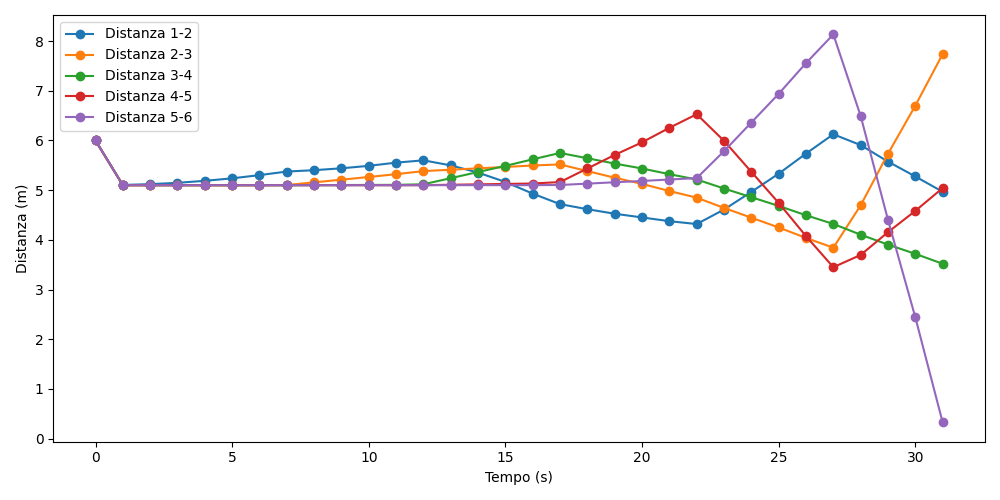 Distanza 1-2
Distanza 2-3
Distanza 3-4
Distanza 4-5
Distanza 5-6
Distanza (m)
8
7
6
5
4
3
2
1
0
0 5 10 15 20 25 30
Tempo (s)